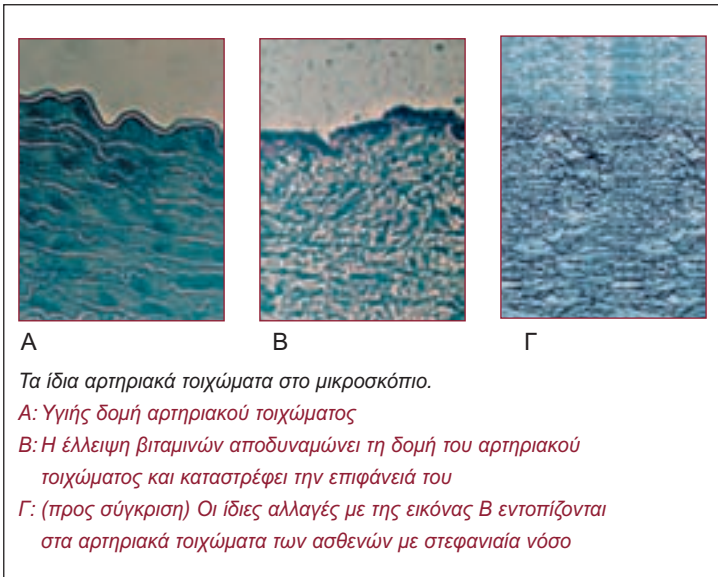 Α Β Γ
Τα ίδια αρτηριακά τοιχώματα στο μικροσκόπιο.
Α: Υγιής δομή αρτηριακού τοιχώματος
Β: Η έλλειψη βιταμινών αποδυναμώνει τη δομή του αρτηριακού
τοιχώματος και καταστρέφει την επιφάνειά του
Γ: (προς σύγκριση) Οι ίδιες αλλαγές με της εικόνας Β εντοπίζονται
στα αρτηριακά τοιχώματα των ασθενών με στεφανιαία νόσο